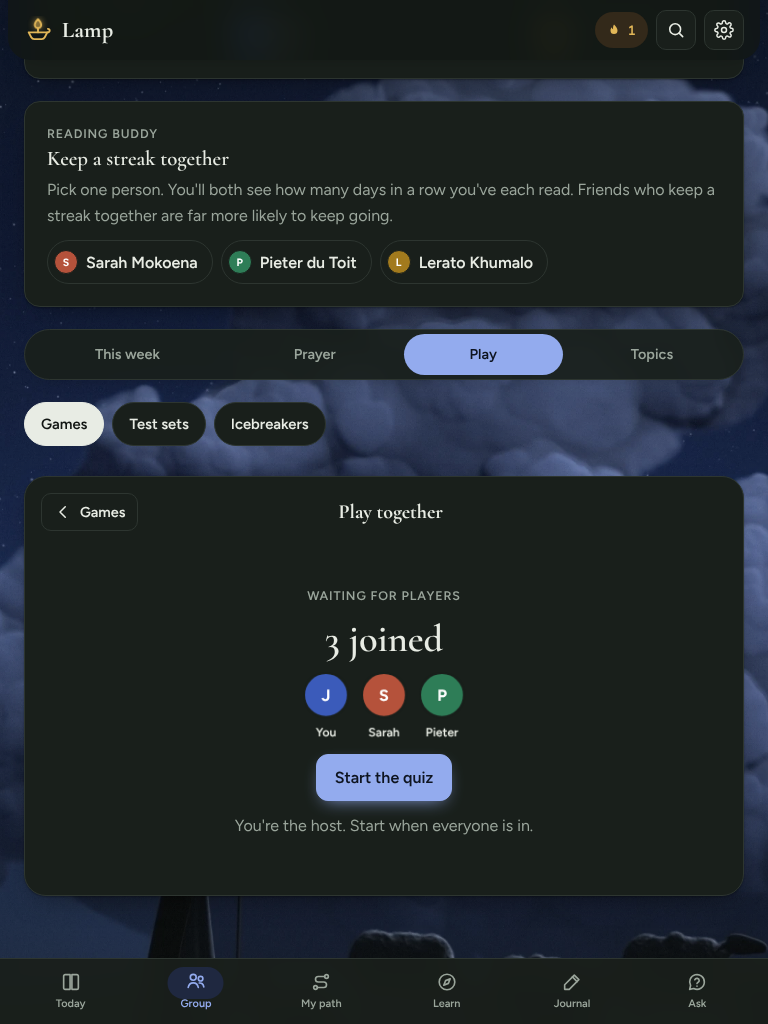 Lamp
1
READING BUDDY
Keep a streak together
Pick one person. You'll both see how many days in a row you've each read. Friends who keep a
streak together are far more likely to keep going.
S Sarah Mokoena P Pieter du Toit L Lerato Khumalo
This week Prayer Play Topics
Games Test sets Icebreakers
Games
Play together
WAITING FOR PLAYERS
3 joined
J S P
You Sarah Pieter
Start the quiz
You're the host. Start when everyone is in.
Today Group My path Learn Journal Ask